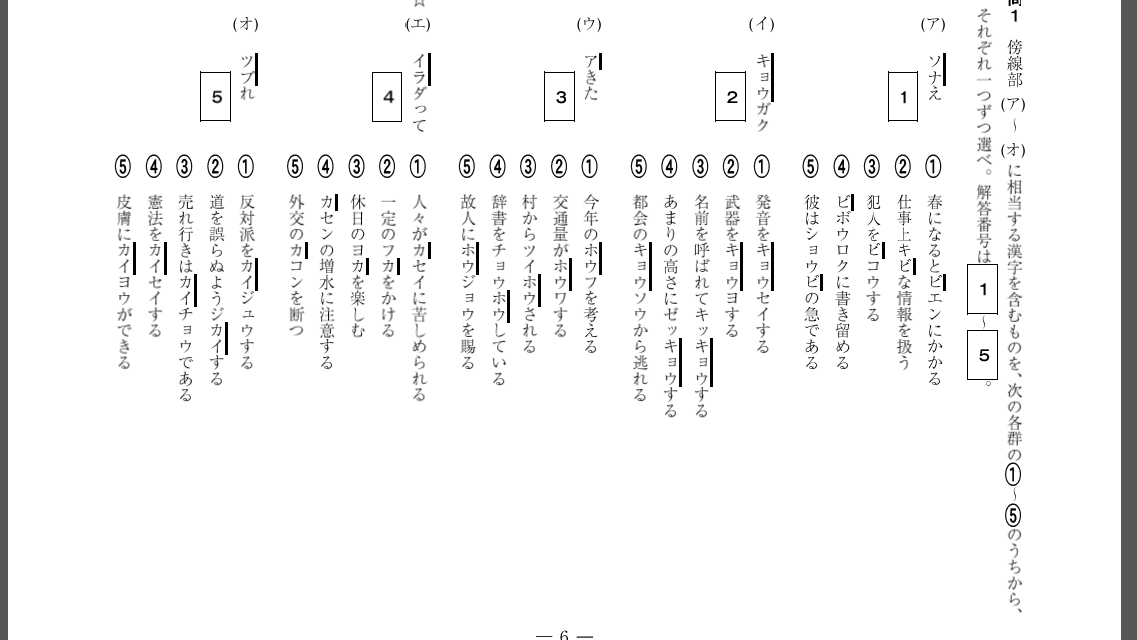 問1 傍線部(ア)～(オ)に相当する漢字を含むものを、次の各群の①～⑤のうちから、
それぞれ一つずつ選べ。解答番号は 1 ～ 5 。
(ア) ソナえ 1
① 春になるとビエンにかかる
② 仕事上キビな情報を扱う
③ 犯人をビコウする
④ ビボウロクに書き留める
⑤ 彼はショウビの急である
(イ) キョウガク 2
① 発音をキョウセイする
② 武器をキョウヨする
③ 名前を呼ばれてキッキョウする
④ あまりの高さにゼッキョウする
⑤ 都会のキョウソウから逃れる
(ウ) アきた 3
① 今年のホウフを考える
② 交通量がホウワする
③ 村からツイホウされる
④ 辞書をチョウホウしている
⑤ 故人にホウジョウを賜る
☆
(エ) イラダって 4
① 人々がカセイに苦しめられる
② 一定のフカをかける
③ 休日のヨカを楽しむ
④ カセンの増水に注意する
⑤ 外交のカコンを断つ
(オ) ツブれ 5
① 反対派をカイジュウする
② 道を誤らぬようジカイする
③ 売れ行きはカイチョウである
④ 憲法をカイセイする
⑤ 皮膚にカイヨウができる
— 6 —